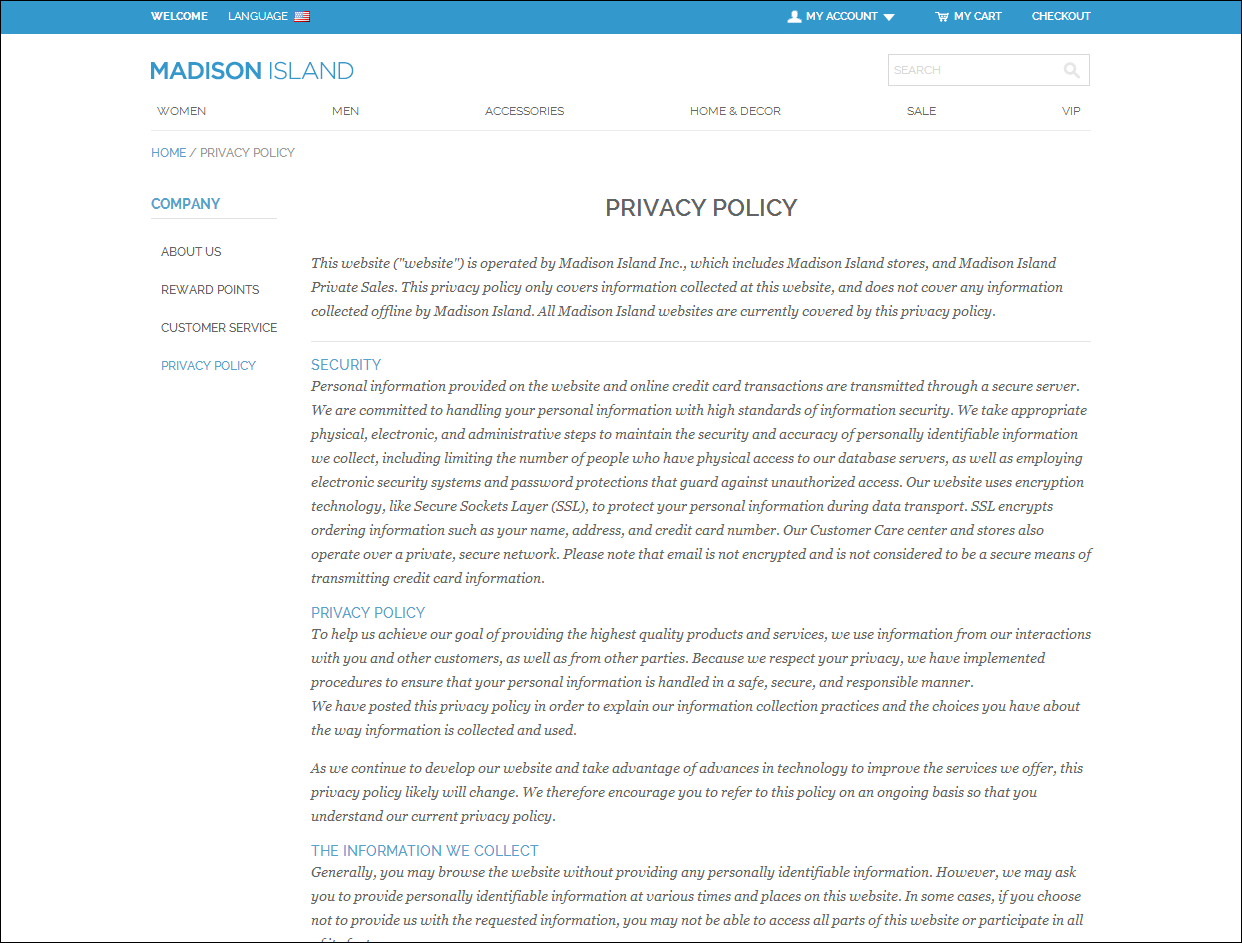 WELCOME LANGUAGE MY ACCOUNT MY CART CHECKOUT
MADISON ISLAND
SEARCH
WOMEN MEN ACCESSORIES HOME & DECOR SALE VIP
HOME / PRIVACY POLICY
COMPANY
ABOUT US
REWARD POINTS
CUSTOMER SERVICE
PRIVACY POLICY
PRIVACY POLICY
This website ("website") is operated by Madison Island Inc., which includes Madison Island stores, and Madison Island
Private Sales. This privacy policy only covers information collected at this website, and does not cover any information
collected offline by Madison Island. All Madison Island websites are currently covered by this privacy policy.
SECURITY
Personal information provided on the website and online credit card transactions are transmitted through a secure server.
We are committed to handling your personal information with high standards of information security. We take appropriate
physical, electronic, and administrative steps to maintain the security and accuracy of personally identifiable information
we collect, including limiting the number of people who have physical access to our database servers, as well as employing
electronic security systems and password protections that guard against unauthorized access. Our website uses encryption
technology, like Secure Sockets Layer (SSL), to protect your personal information during data transport. SSL encrypts
ordering information such as your name, address, and credit card number. Our Customer Care center and stores also
operate over a private, secure network. Please note that email is not encrypted and is not considered to be a secure means of
transmitting credit card information.
PRIVACY POLICY
To help us achieve our goal of providing the highest quality products and services, we use information from our interactions
with you and other customers, as well as from other parties. Because we respect your privacy, we have implemented
procedures to ensure that your personal information is handled in a safe, secure, and responsible manner.
We have posted this privacy policy in order to explain our information collection practices and the choices you have about
the way information is collected and used.
As we continue to develop our website and take advantage of advances in technology to improve the services we offer, this
privacy policy likely will change. We therefore encourage you to refer to this policy on an ongoing basis so that you
understand our current privacy policy.
THE INFORMATION WE COLLECT
Generally, you may browse the website without providing any personally identifiable information. However, we may ask
you to provide personally identifiable information at various times and places on this website. In some cases, if you choose
not to provide us with the requested information, you may not be able to access all parts of this website or participate in all